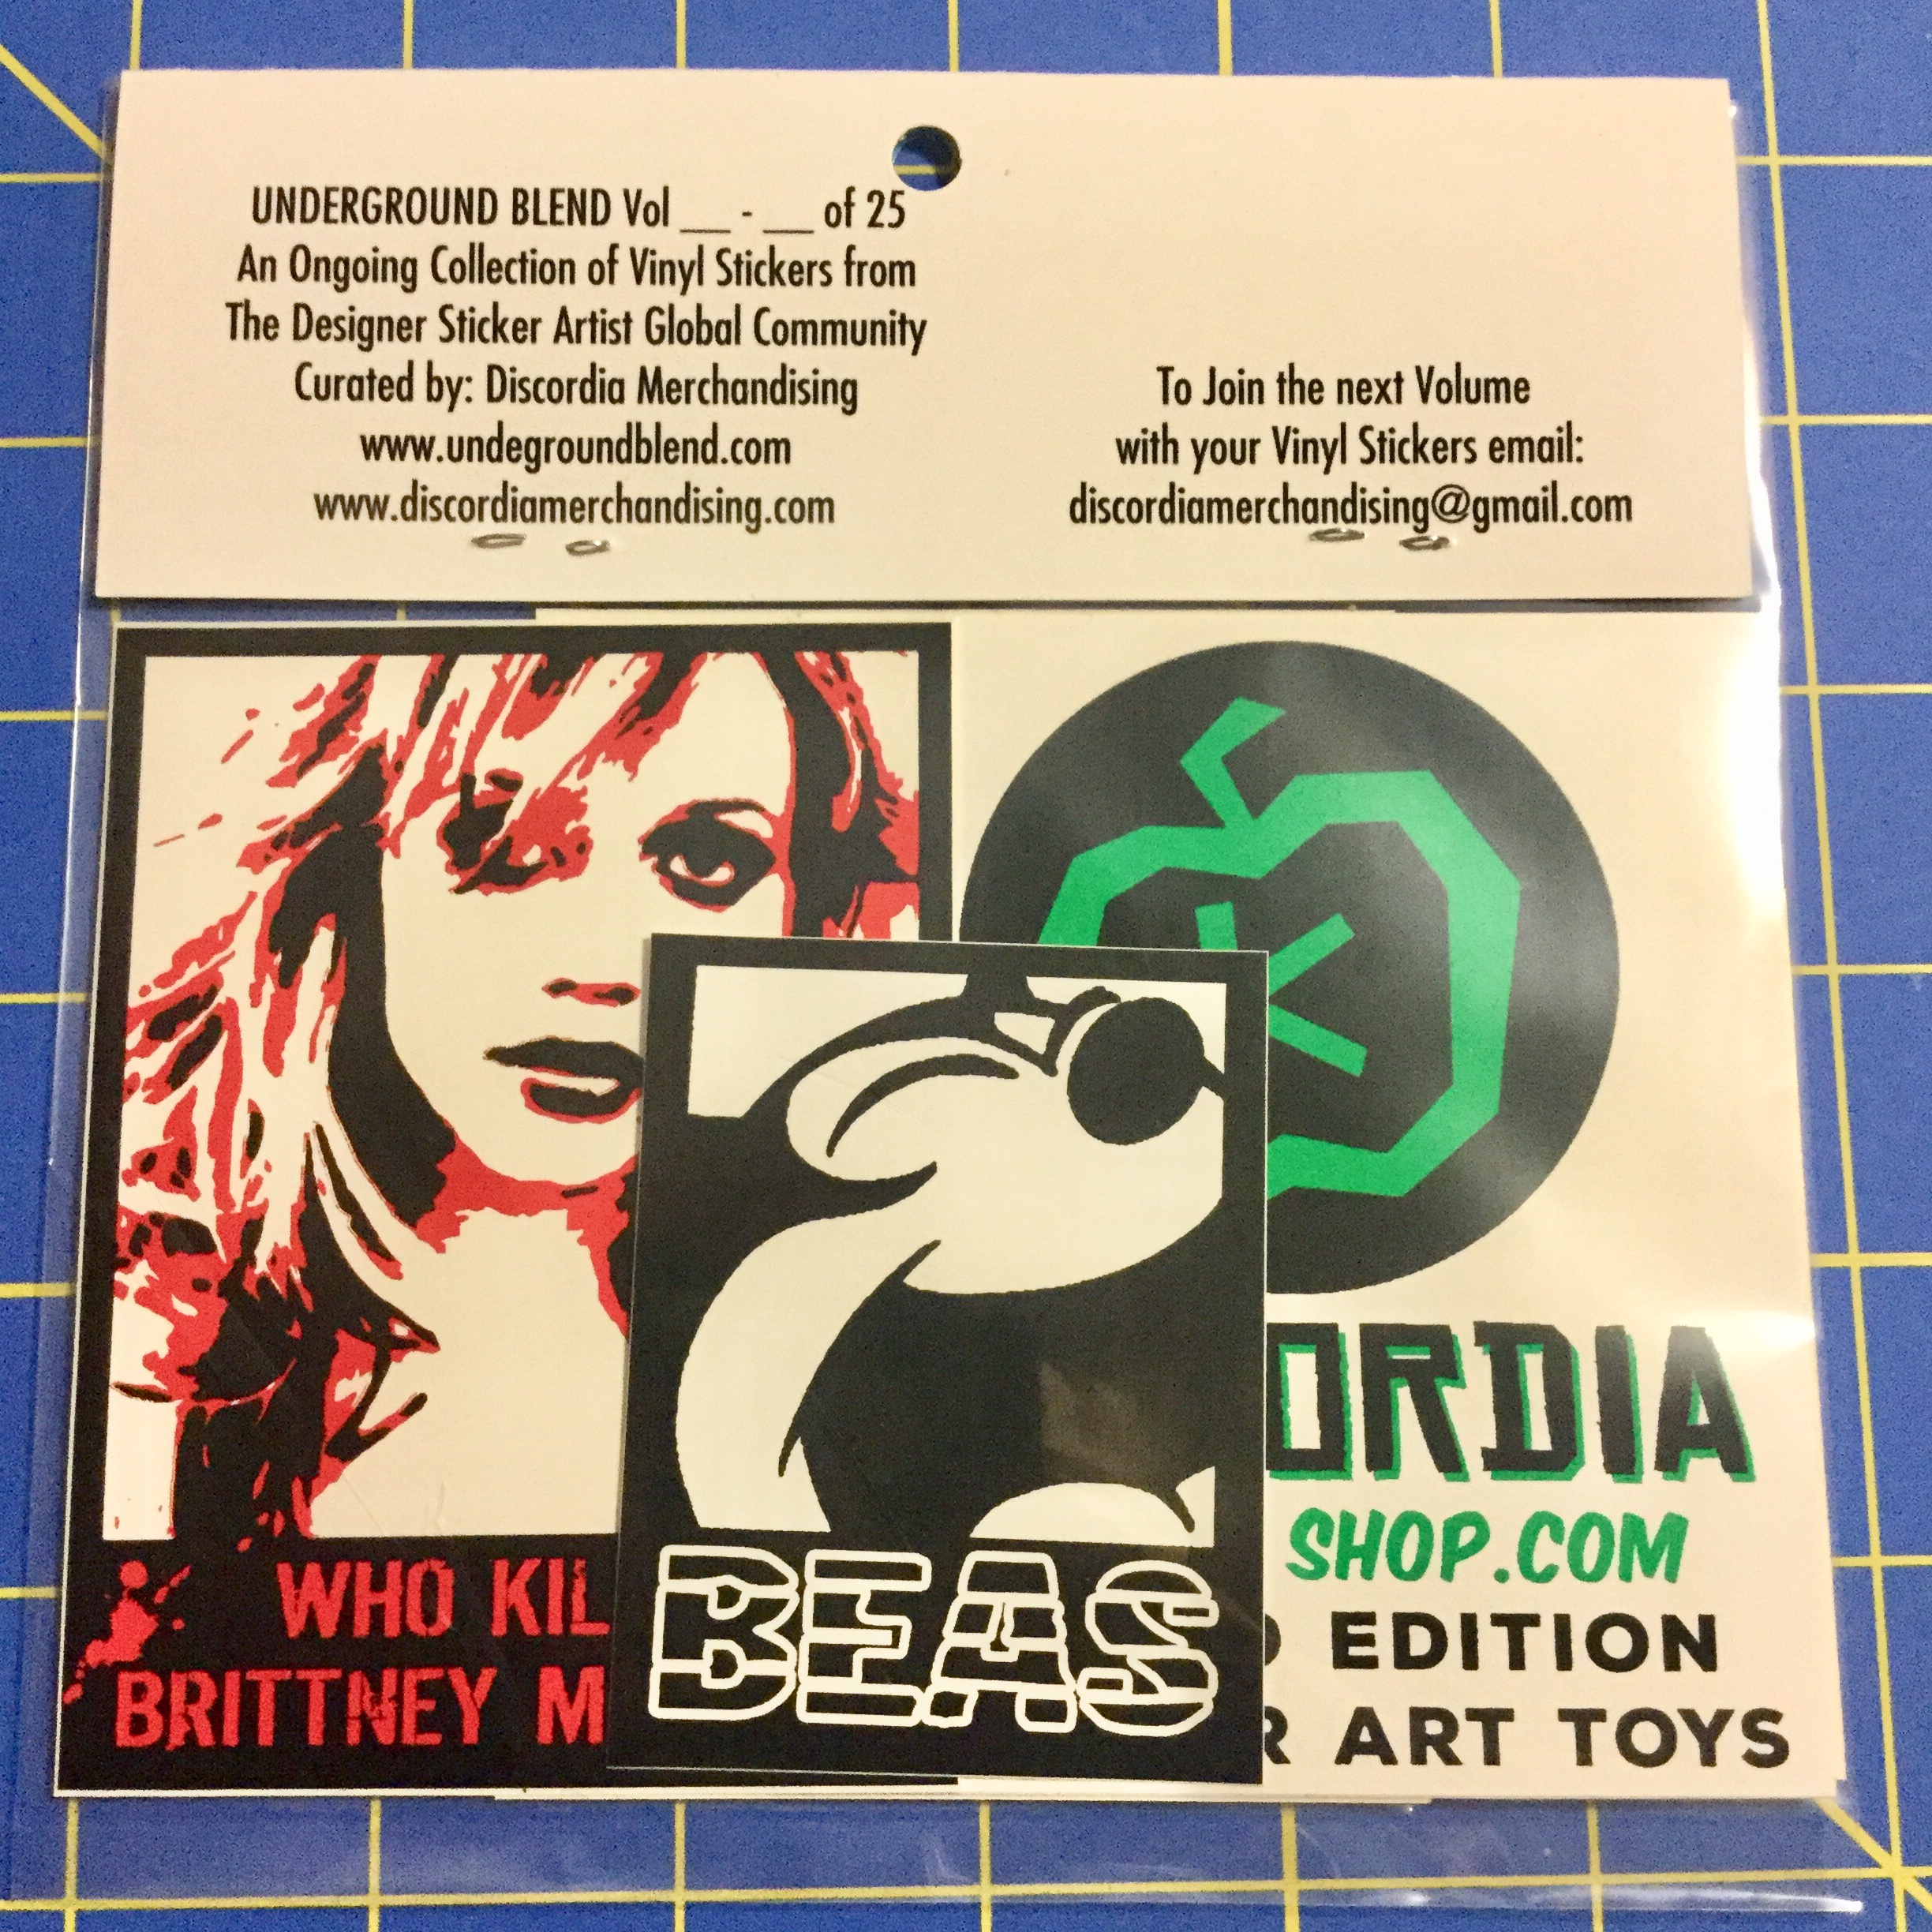 UNDERGROUND BLEND Vol __ - __ of 25
An Ongoing Collection of Vinyl Stickers from
The Designer Sticker Artist Global Community
Curated by: Discordia Merchandising
www.undegroundblend.com
www.discordiamerchandising.com
To Join the next Volume
with your Vinyl Stickers email:
discordiamerchandising@gmail.com
WHO KIL
BRITTNEY M
BEAS
ORDIA
SHOP.COM
EDITION
R ART TOYS